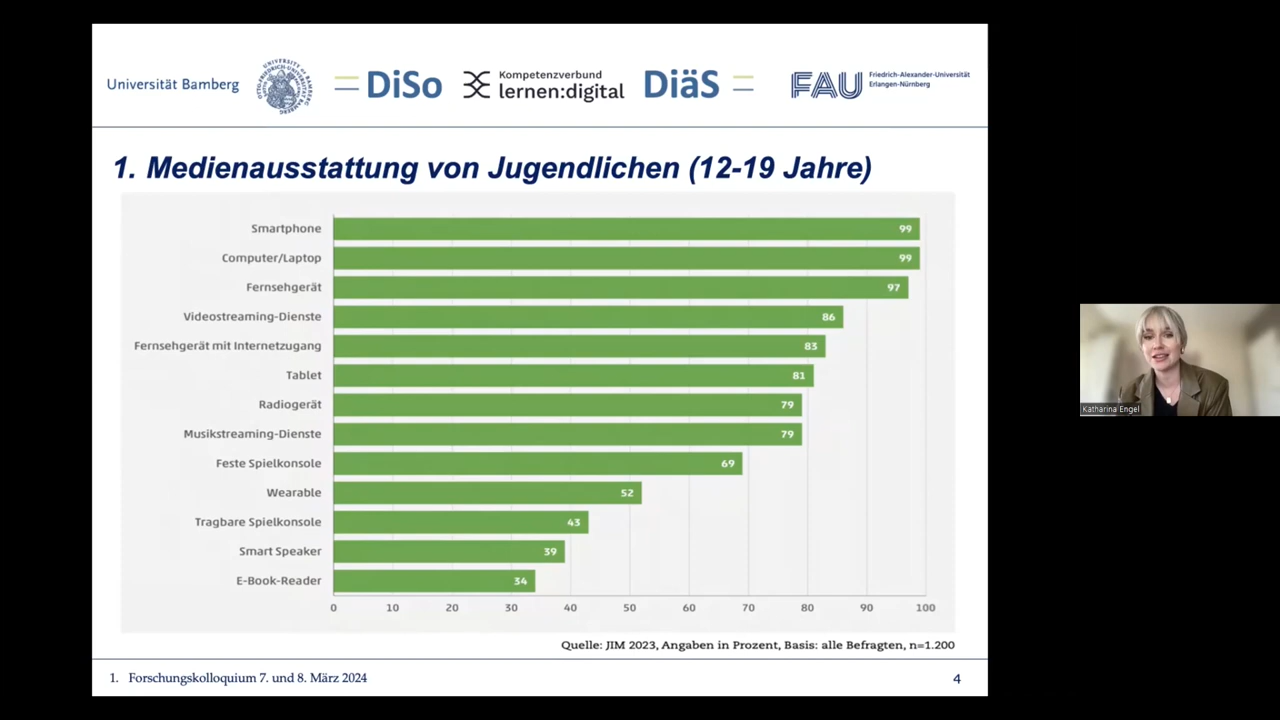 Universität Bamberg
DiSo
Kompetenzverbund
lernen:digital
DiäS
FAU
Friedrich-Alexander-Universität
Erlangen-Nürnberg
1. Medienausstattung von Jugendlichen (12-19 Jahre)
Smartphone 99
Computer/Laptop 99
Fernsehgerät 97
Videostreaming-Dienste 86
Fernsehgerät mit Internetzugang 83
Tablet 81
Radiogerät 79
Musikstreaming-Dienste 79
Feste Spielkonsole 69
Wearable 52
Tragbare Spielkonsole 43
Smart Speaker 39
E-Book-Reader 34
0 10 20 30 40 50 60 70 80 90 100
Quelle: JIM 2023, Angaben in Prozent, Basis: alle Befragten, n=1.200
1. Forschungskolloquium 7. und 8. März 2024
4
Katharina Engel